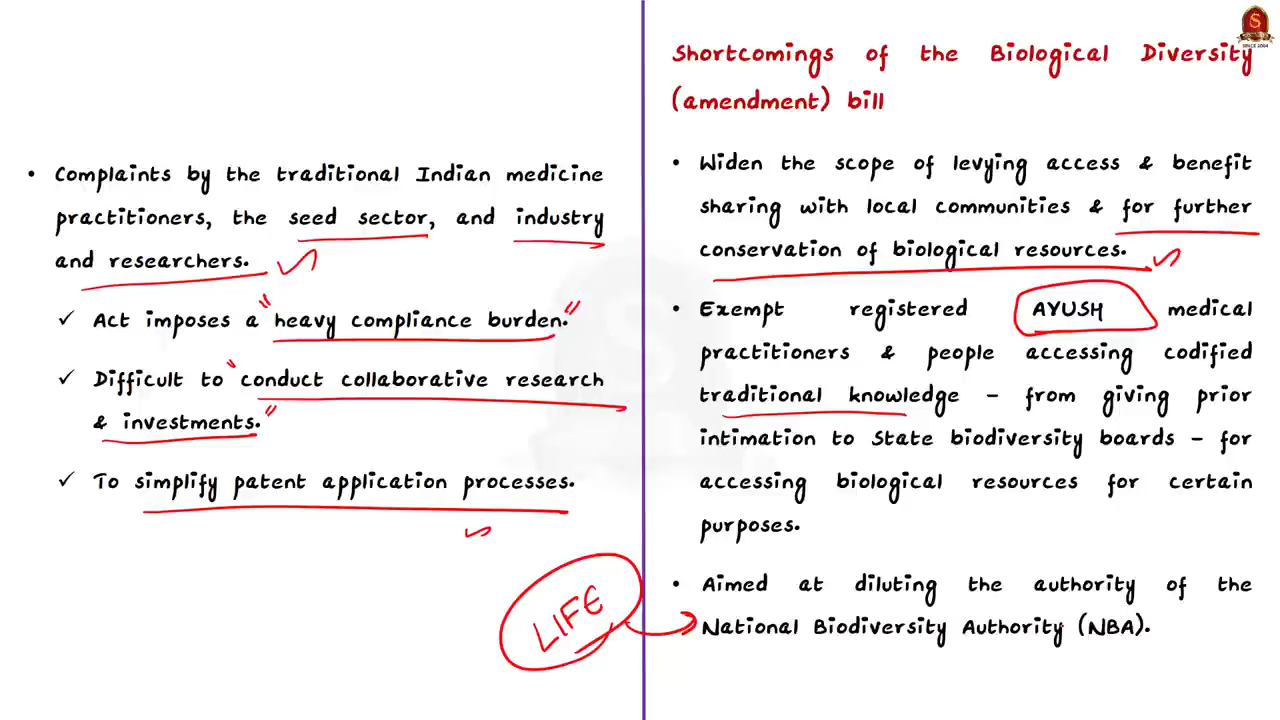 Complaints by the traditional Indian medicine
practitioners, the seed sector, and industry
and researchers.
✓ Act imposes a "heavy compliance burden."
✓ Difficult to "conduct collaborative research
& investments."
✓ To simplify patent application processes.
LIFE
S
SINCE 2004
Shortcomings of the Biological Diversity
(amendment) bill
• Widen the scope of levying access & benefit
sharing with local communities & for further
conservation of biological resources.
• Exempt registered AYUSH medical
practitioners & people accessing codified
traditional knowledge – from giving prior
intimation to State biodiversity boards – for
accessing biological resources for certain
purposes.
• Aimed at diluting the authority of the
National Biodiversity Authority (NBA).